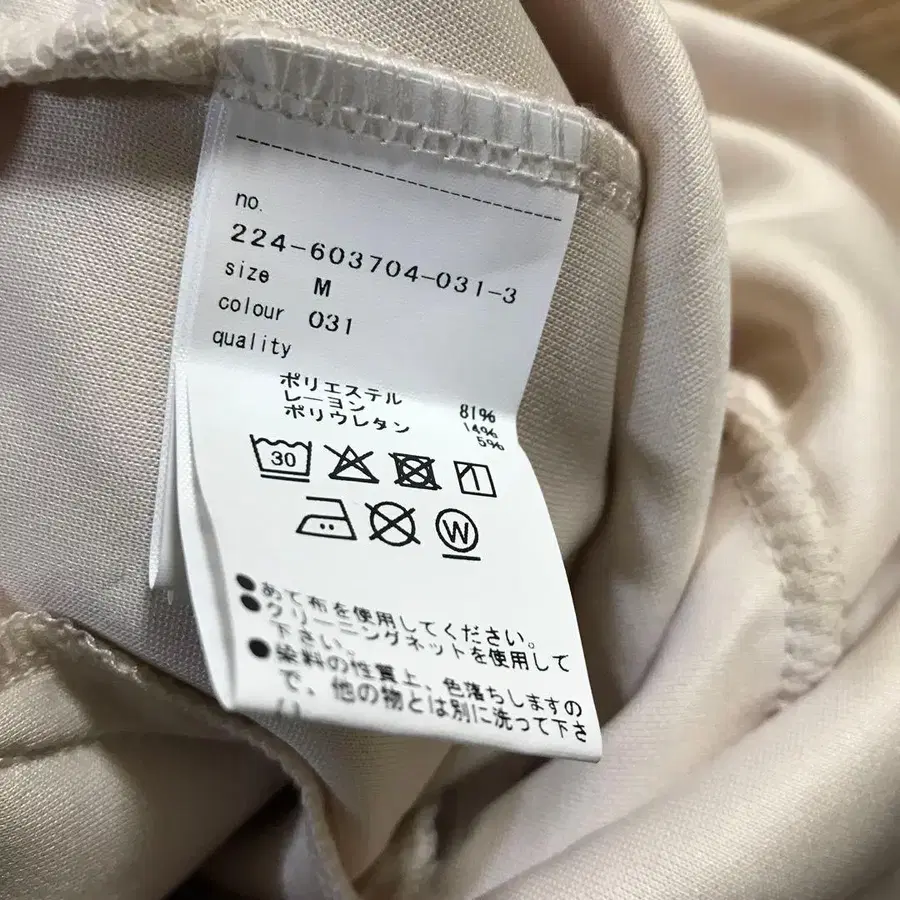 no.
224-603704-031-3
size M
colour 031
quality
ポリエステル 81%
レーヨン 14%
ポリウレタン 5%
30
W
●あて布を使用してください。
●クリーニングネットを使用して
下さい。
●染料の性質上、色落ちしますの
で、他の物とは別に洗って下さ
い